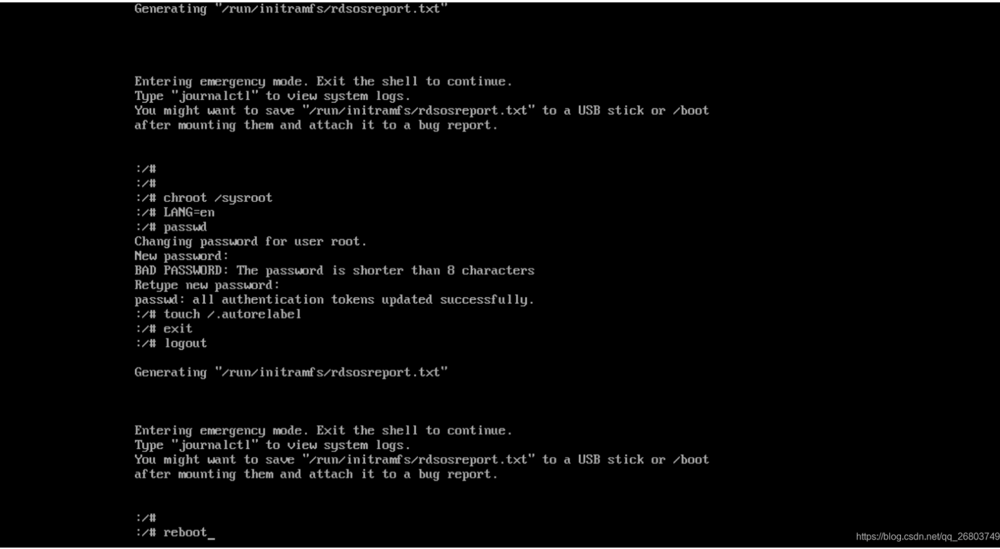 Generating "/run/initramfs/rdsosreport.txt"
Entering emergency mode. Exit the shell to continue.
Type "journalctl" to view system logs.
You might want to save "/run/initramfs/rdsosreport.txt" to a USB stick or /boot
after mounting them and attach it to a bug report.
:/#
:/#
:/# chroot /sysroot
:/# LANG=en
:/# passwd
Changing password for user root.
New password:
BAD PASSWORD: The password is shorter than 8 characters
Retype new password:
passwd: all authentication tokens updated successfully.
:/# touch /.autorelabel
:/# exit
:/# logout
Generating "/run/initramfs/rdsosreport.txt"
Entering emergency mode. Exit the shell to continue.
Type "journalctl" to view system logs.
You might want to save "/run/initramfs/rdsosreport.txt" to a USB stick or /boot
after mounting them and attach it to a bug report.
:/#
:/# reboot_
https://blog.csdn.net/qq_26803749